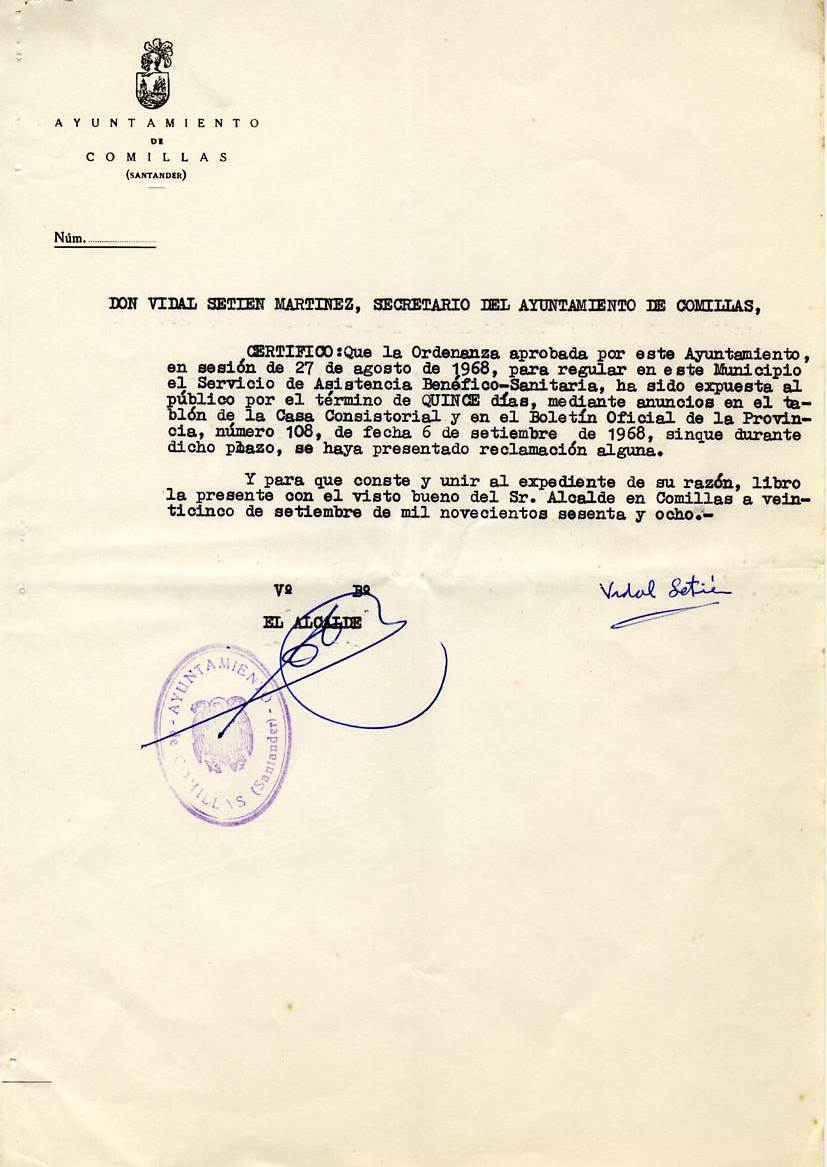 AYUNTAMIENTO
DE
COMILLAS
(SANTANDER)
Núm.
DON VIDAL SETIEN MARTINEZ, SECRETARIO DEL AYUNTAMIENTO DE COMILLAS,
CERTIFICO:Que la Ordenanza aprobada por este Ayuntamiento,
en sesión de 27 de agosto de 1968, para regular en este Municipio
el Servicio de Asistencia Benéfico-Sanitaria, ha sido expuesta al
público por el término de QUINCE días, mediante anuncios en el ta-
blón de la Casa Consistorial y en el Boletín Oficial de la Provin-
cia, número 108, de fecha 6 de setiembre de 1968, sinque durante
dicho plazo, se haya presentado reclamación alguna.
Y para que conste y unir al expediente de su razón, libro
la presente con el visto bueno del Sr. Alcalde en Comillas a vein-
ticinco de setiembre de mil novecientos sesenta y ocho.-
Vº Bº
EL ALCALDE
Vidal Setién
- AYUNTAMIENTO -
de COMILLAS (Santander)